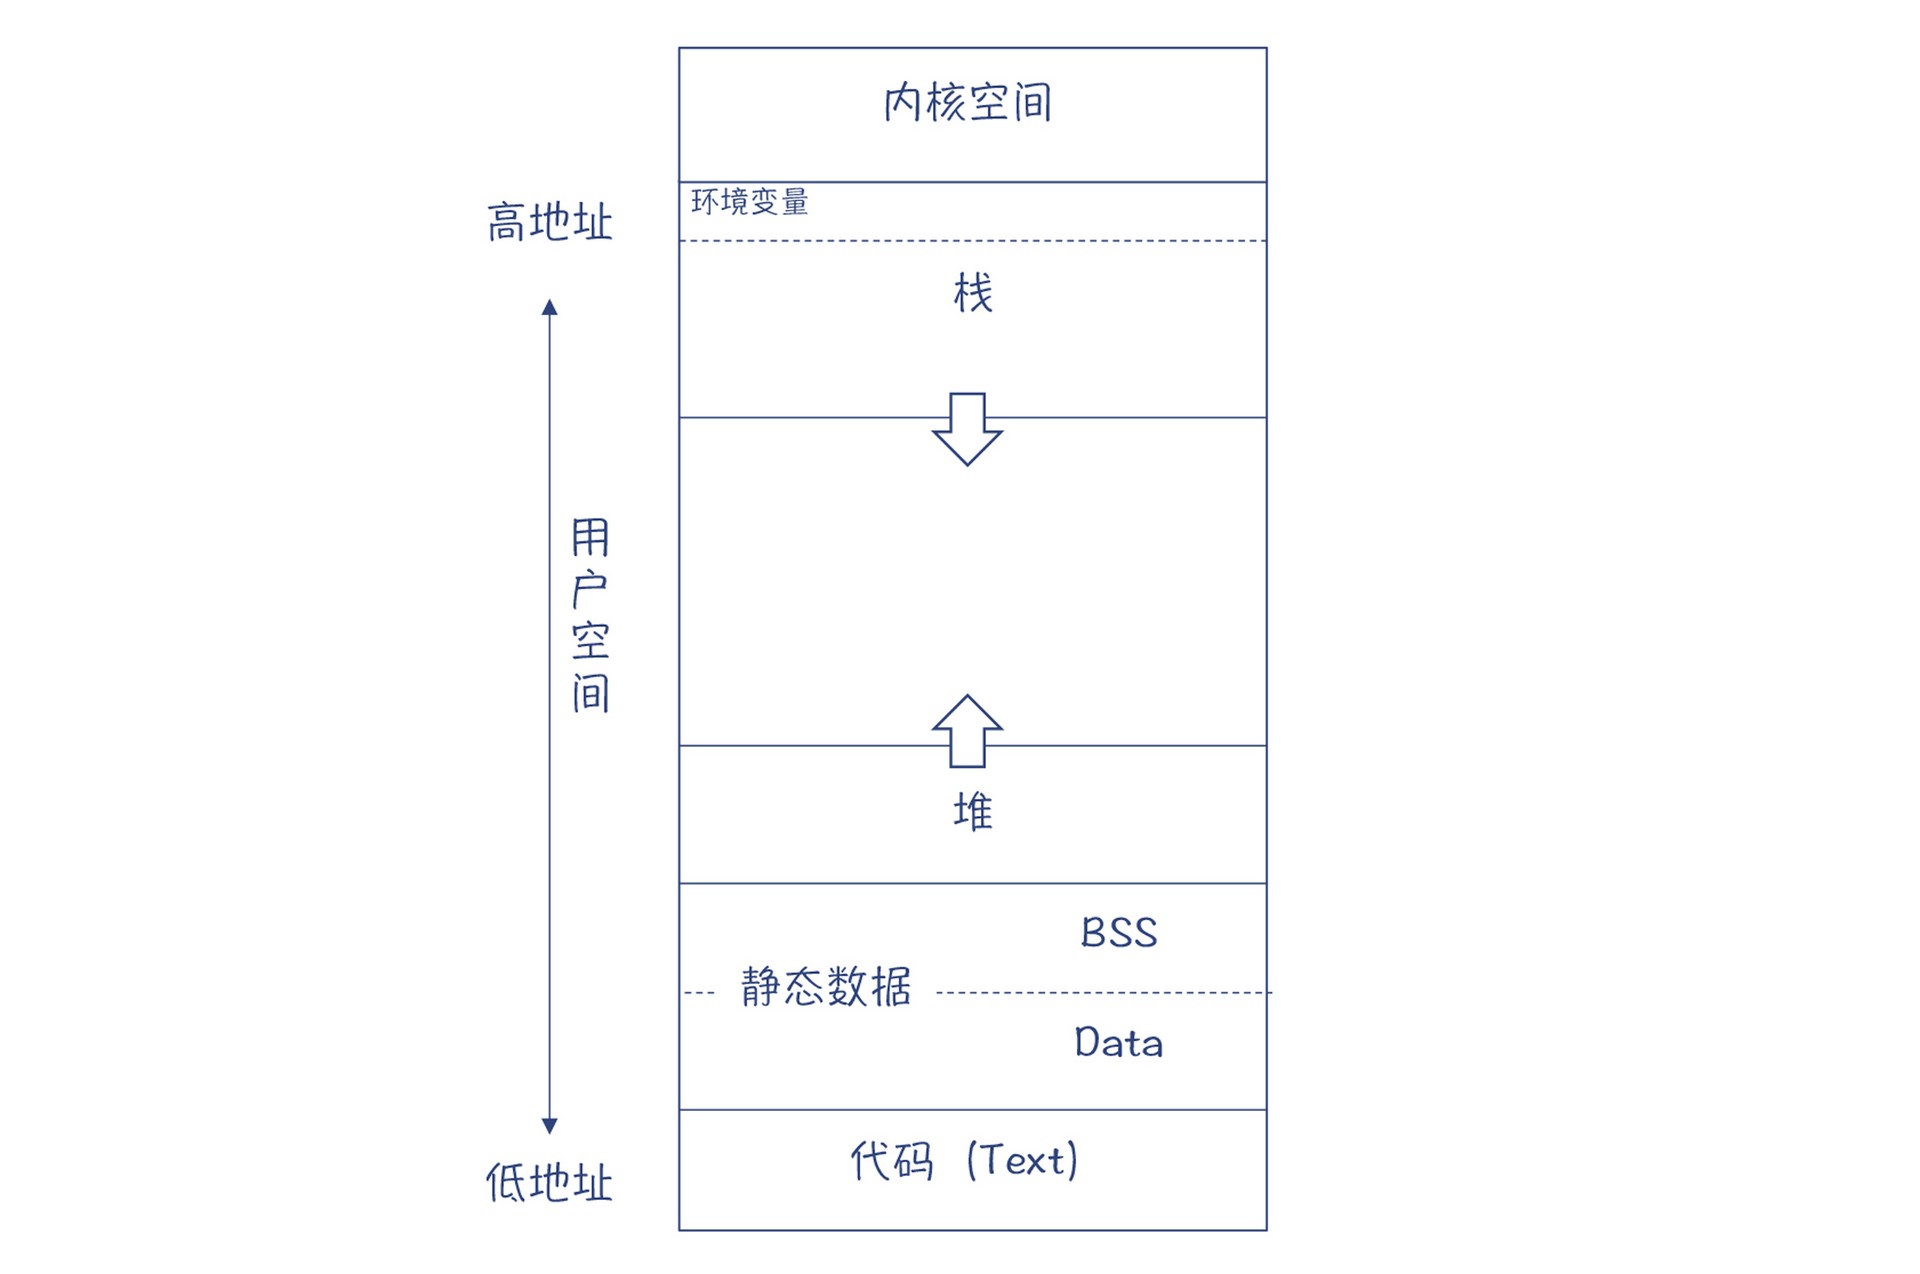 内核空间
环境变量
高地址
栈
用户空间
堆
BSS
静态数据
Data
代码 (Text)
低地址